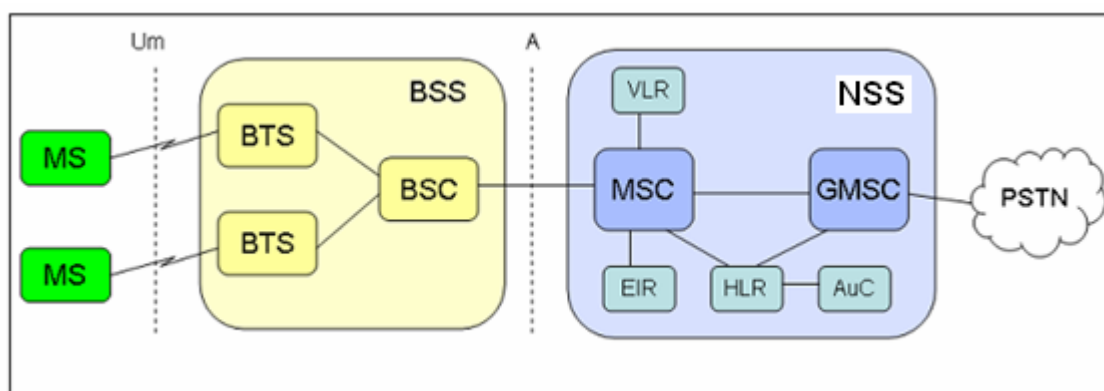 Um
A
BSS
NSS
VLR
MS
BTS
BSC
MSC
GMSC
PSTN
MS
BTS
EIR
HLR
AuC